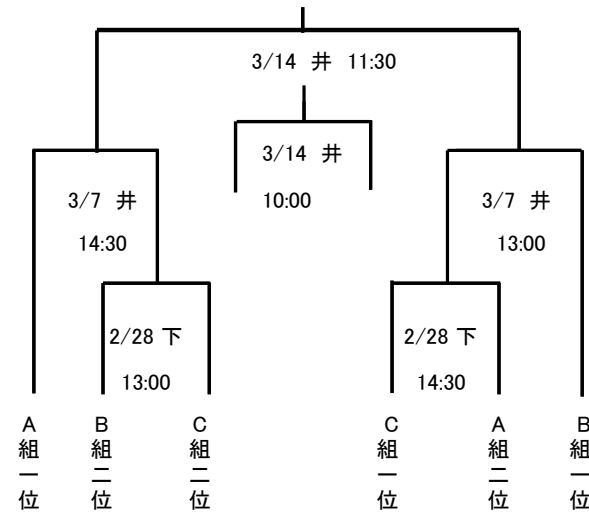 3/14 井 11:30
3/14 井
10:00
3/7 井
14:30
3/7 井
13:00
2/28 下
13:00
2/28 下
14:30
A組一位
B組二位
C組二位
C組一位
A組二位
B組一位